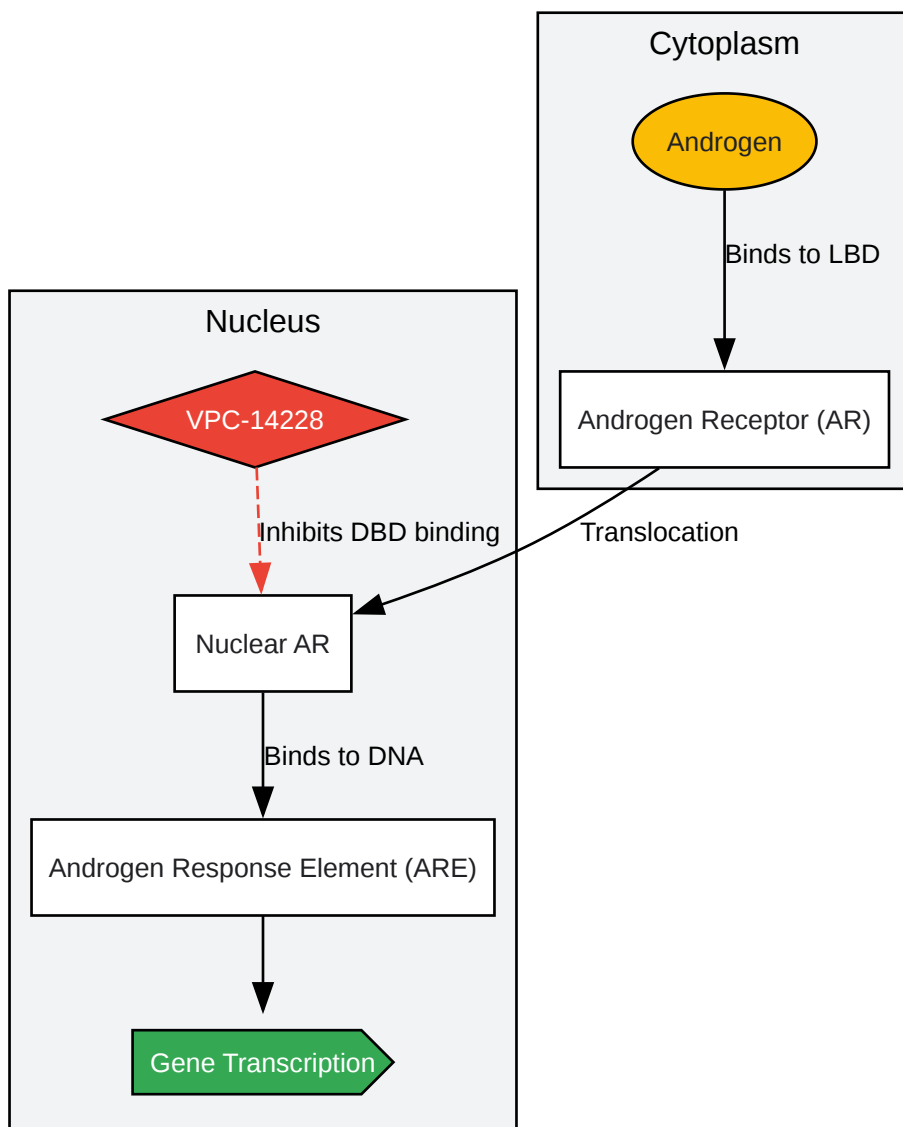 Cytoplasm
Androgen
Binds to LBD
Androgen Receptor (AR)
Translocation
Nucleus
VPC-14228
Inhibits DBD binding
Nuclear AR
Binds to DNA
Androgen Response Element (ARE)
Gene Transcription